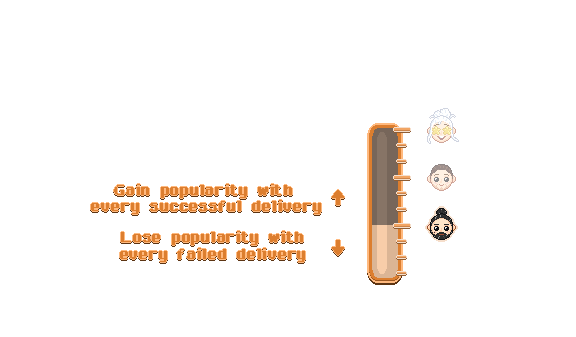 Gain popularity with
every successful delivery
Lose popularity with
every failed delivery